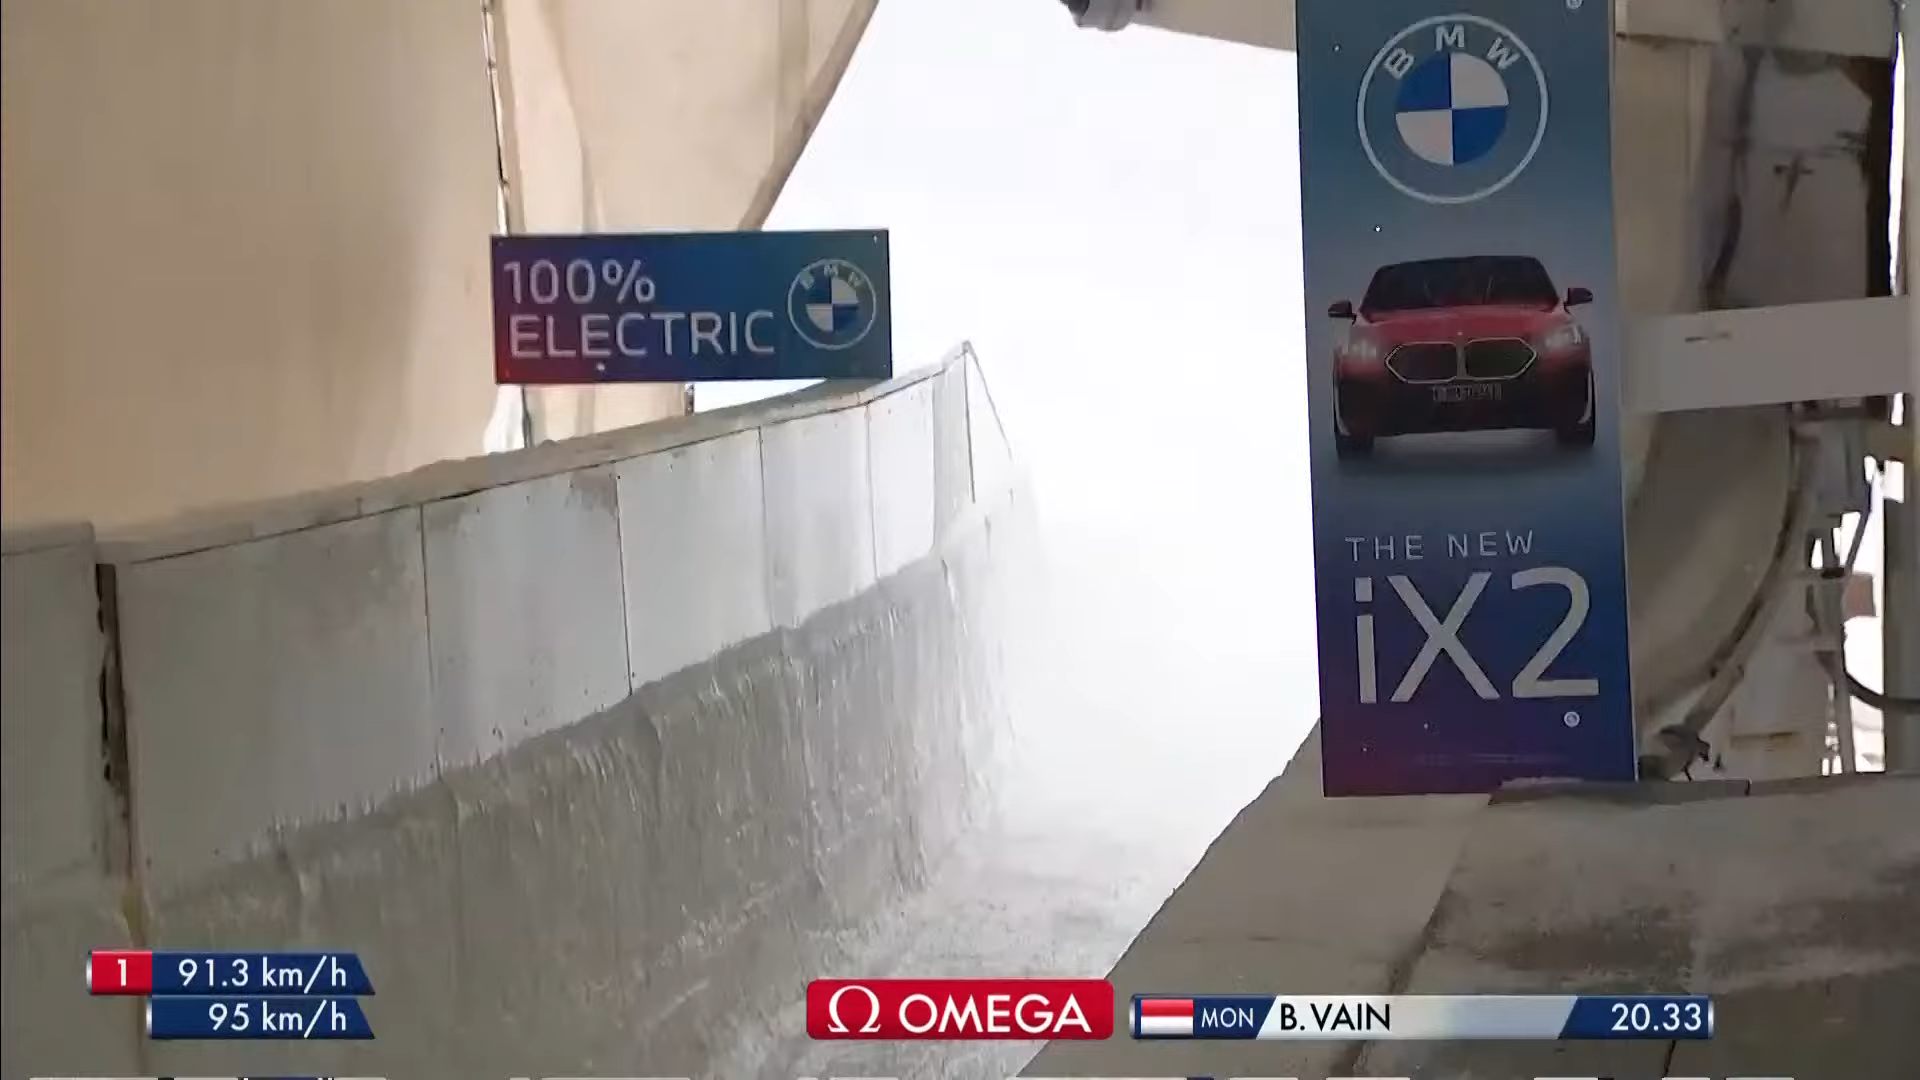 BMW
100%
ELECTRIC
BMW
THE NEW
iX2
1 91.3 km/h
95 km/h
Ω OMEGA
MON B. VAIN 20.33